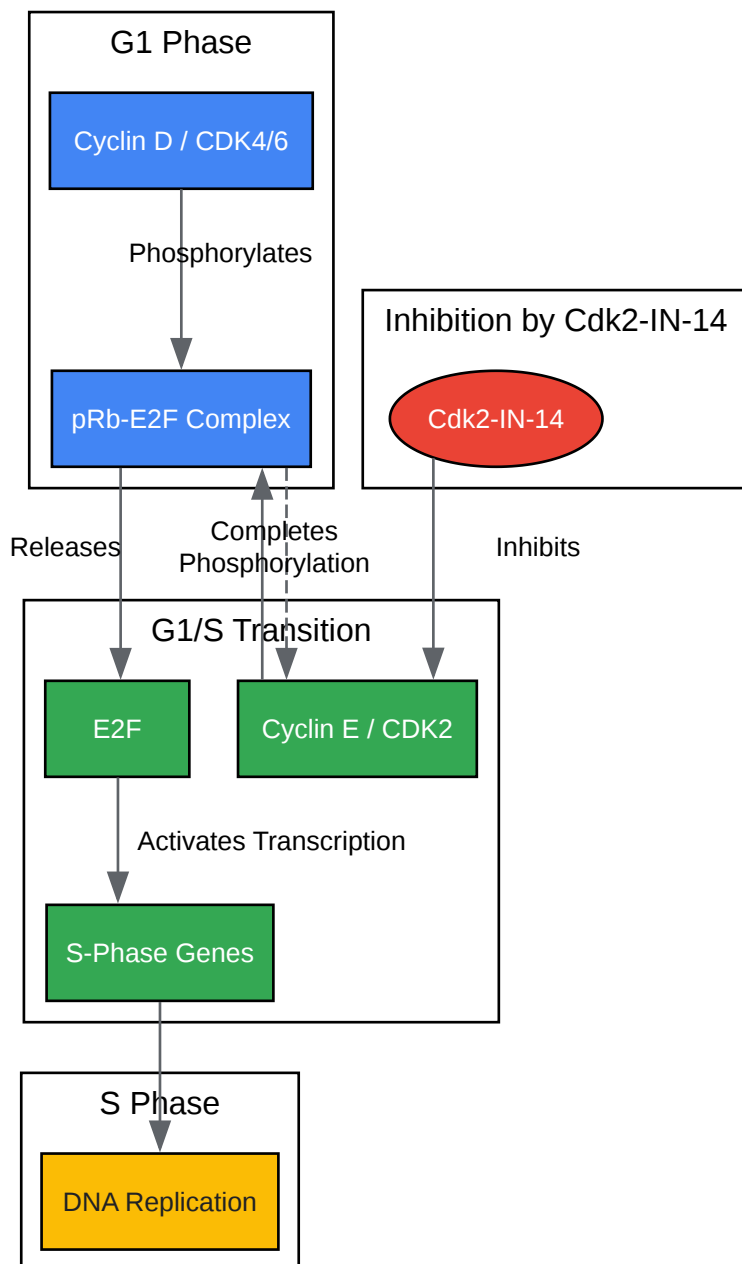 G1 Phase
Cyclin D / CDK4/6
Phosphorylates
Inhibition by Cdk2-IN-14
pRb-E2F Complex
Cdk2-IN-14
Releases
Completes
Phosphorylation
Inhibits
G1/S Transition
E2F
Cyclin E / CDK2
Activates Transcription
S-Phase Genes
S Phase
DNA Replication